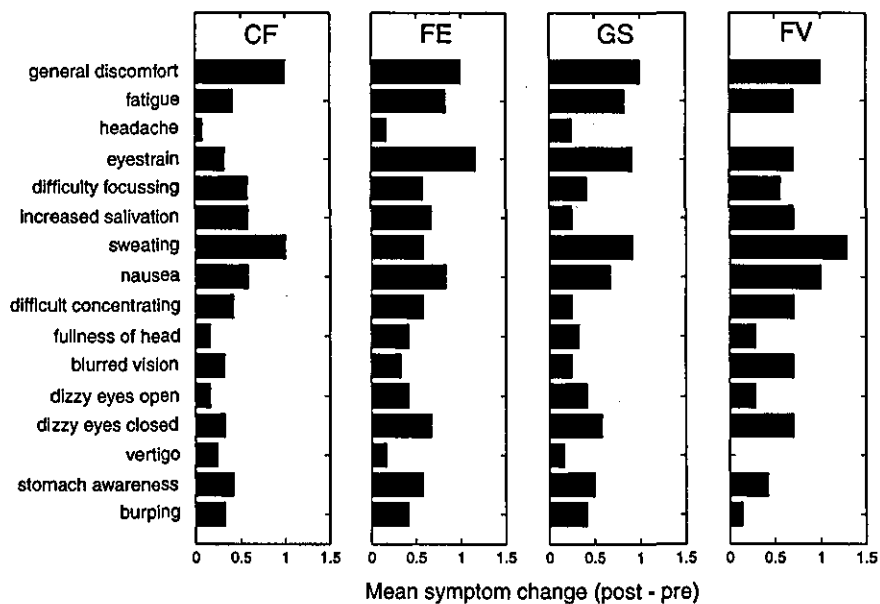 CF FE GS FV
general discomfort
fatigue
headache
eyestrain
difficulty focussing
increased salivation
sweating
nausea
difficult concentrating
fullness of head
blurred vision
dizzy eyes open
dizzy eyes closed
vertigo
stomach awareness
burping
0 0.5 1 1.5 0 0.5 1 1.5 0 0.5 1 1.5 0 0.5 1 1.5
Mean symptom change (post - pre)